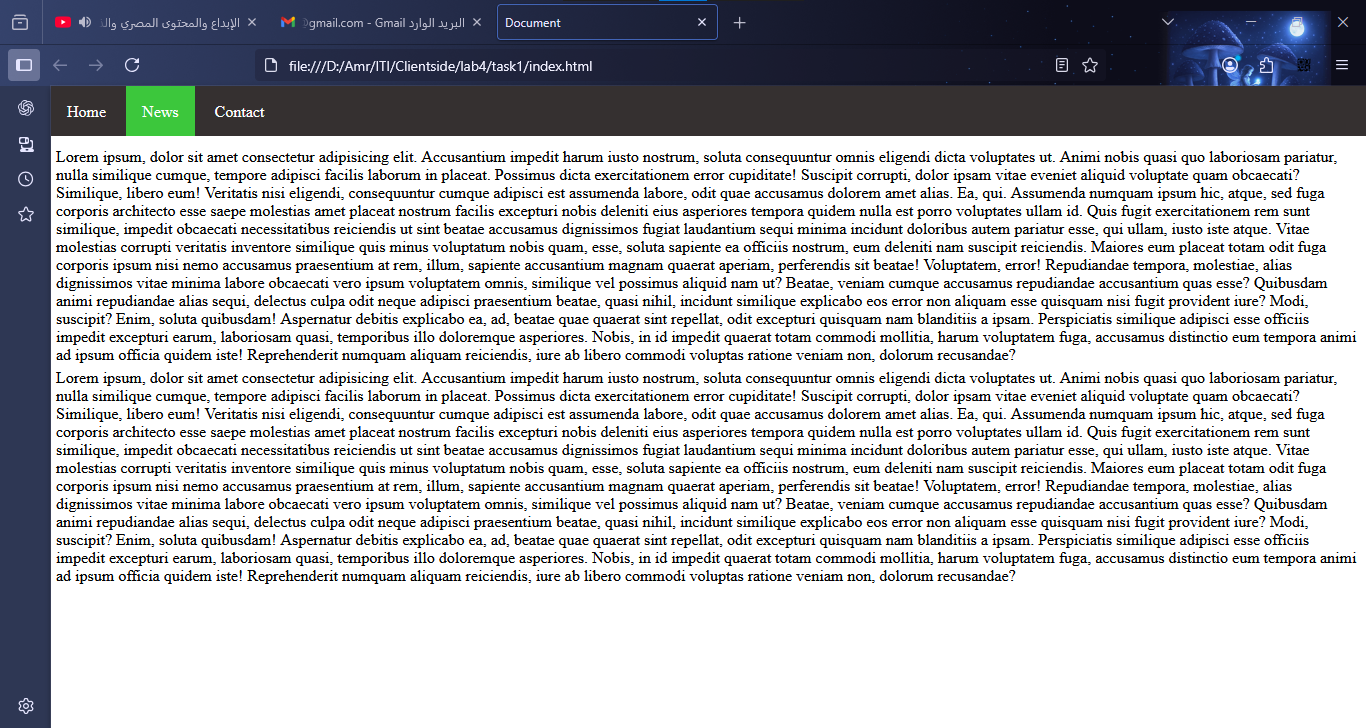 الإبداع والمحتوى المصري
البريد الوارد gmail.com - Gmail
Document
file:///D:/Amr/ITI/Clientside/lab4/task1/index.html
Home News Contact
Lorem ipsum, dolor sit amet consectetur adipisicing elit. Accusantium impedit harum iusto nostrum, soluta consequuntur omnis eligendi dicta voluptates ut. Animi nobis quasi quo laboriosam pariatur,
nulla similique cumque, tempore adipisci facilis laborum in placeat. Possimus dicta exercitationem error cupiditate! Suscipit corrupti, dolor ipsam vitae eveniet aliquid voluptate quam obcaecati?
Similique, libero eum! Veritatis nisi eligendi, consequuntur cumque adipisci est assumenda labore, odit quae accusamus dolorem amet alias. Ea, qui. Assumenda numquam ipsum hic, atque, sed fuga
corporis architecto esse saepe molestias amet placeat nostrum facilis excepturi nobis deleniti eius asperiores tempora quidem nulla est porro voluptates ullam id. Quis fugit exercitationem rem sunt
similique, impedit obcaecati necessitatibus reiciendis ut sint beatae accusamus dignissimos fugiat laudantium sequi minima incidunt doloribus autem pariatur esse, qui ullam, iusto iste atque. Vitae
molestias corrupti veritatis inventore similique quis minus voluptatum nobis quam, esse, soluta sapiente ea officiis nostrum, eum deleniti nam suscipit reiciendis. Maiores eum placeat totam odit fuga
corporis ipsum nisi nemo accusamus praesentium at rem, illum, sapiente accusantium magnam quaerat aperiam, perferendis sit beatae! Voluptatem, error! Repudiandae tempora, molestiae, alias
dignissimos vitae minima labore obcaecati vero ipsum voluptatem omnis, similique vel possimus aliquid nam ut? Beatae, veniam cumque accusamus repudiandae accusantium quas esse? Quibusdam
animi repudiandae alias sequi, delectus culpa odit neque adipisci praesentium beatae, quasi nihil, incidunt similique explicabo eos error non aliquam esse quisquam nisi fugit provident iure? Modi,
suscipit? Enim, soluta quibusdam! Aspernatur debitis explicabo ea, ad, beatae quae quaerat sint repellat, odit excepturi quisquam nam blanditiis a ipsam. Perspiciatis similique adipisci esse officiis
impedit excepturi earum, laboriosam quasi, temporibus illo doloremque asperiores. Nobis, in id impedit quaerat totam commodi mollitia, harum voluptatem fuga, accusamus distinctio eum tempora animi
ad ipsum officia quidem iste! Reprehenderit numquam aliquam reiciendis, iure ab libero commodi voluptas ratione veniam non, dolorum recusandae?
Lorem ipsum, dolor sit amet consectetur adipisicing elit. Accusantium impedit harum iusto nostrum, soluta consequuntur omnis eligendi dicta voluptates ut. Animi nobis quasi quo laboriosam pariatur,
nulla similique cumque, tempore adipisci facilis laborum in placeat. Possimus dicta exercitationem error cupiditate! Suscipit corrupti, dolor ipsam vitae eveniet aliquid voluptate quam obcaecati?
Similique, libero eum! Veritatis nisi eligendi, consequuntur cumque adipisci est assumenda labore, odit quae accusamus dolorem amet alias. Ea, qui. Assumenda numquam ipsum hic, atque, sed fuga
corporis architecto esse saepe molestias amet placeat nostrum facilis excepturi nobis deleniti eius asperiores tempora quidem nulla est porro voluptates ullam id. Quis fugit exercitationem rem sunt
similique, impedit obcaecati necessitatibus reiciendis ut sint beatae accusamus dignissimos fugiat laudantium sequi minima incidunt doloribus autem pariatur esse, qui ullam, iusto iste atque. Vitae
molestias corrupti veritatis inventore similique quis minus voluptatum nobis quam, esse, soluta sapiente ea officiis nostrum, eum deleniti nam suscipit reiciendis. Maiores eum placeat totam odit fuga
corporis ipsum nisi nemo accusamus praesentium at rem, illum, sapiente accusantium magnam quaerat aperiam, perferendis sit beatae! Voluptatem, error! Repudiandae tempora, molestiae, alias
dignissimos vitae minima labore obcaecati vero ipsum voluptatem omnis, similique vel possimus aliquid nam ut? Beatae, veniam cumque accusamus repudiandae accusantium quas esse? Quibusdam
animi repudiandae alias sequi, delectus culpa odit neque adipisci praesentium beatae, quasi nihil, incidunt similique explicabo eos error non aliquam esse quisquam nisi fugit provident iure? Modi,
suscipit? Enim, soluta quibusdam! Aspernatur debitis explicabo ea, ad, beatae quae quaerat sint repellat, odit excepturi quisquam nam blanditiis a ipsam. Perspiciatis similique adipisci esse officiis
impedit excepturi earum, laboriosam quasi, temporibus illo doloremque asperiores. Nobis, in id impedit quaerat totam commodi mollitia, harum voluptatem fuga, accusamus distinctio eum tempora animi
ad ipsum officia quidem iste! Reprehenderit numquam aliquam reiciendis, iure ab libero commodi voluptas ratione veniam non, dolorum recusandae?